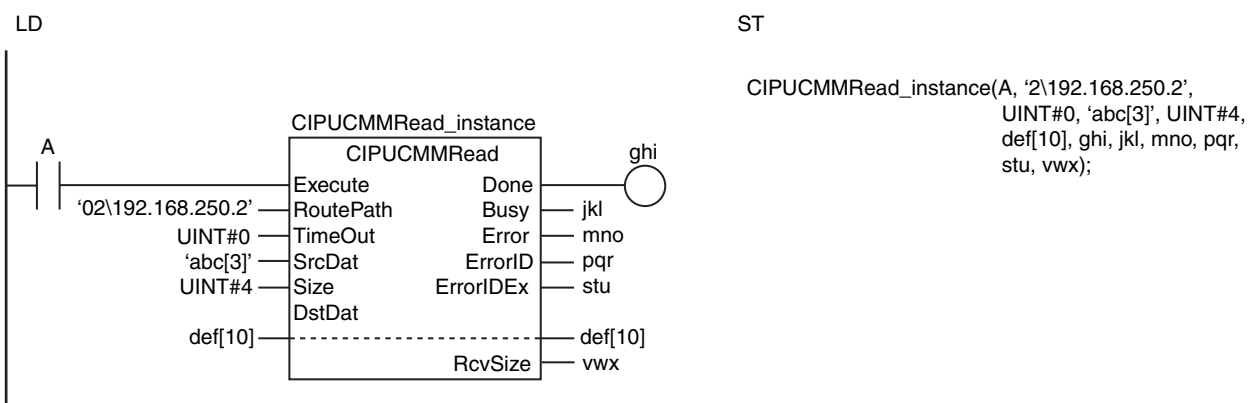 LD
ST
CIPUCMMRead_instance(A, ‘2\192.168.250.2’,
UINT#0, ‘abc[3]’, UINT#4,
def[10], ghi, jkl, mno, pqr,
stu, vwx);
CIPUCMMRead_instance
A
CIPUCMMRead
ghi
Execute
Done
‘02\192.168.250.2’
RoutePath
Busy
jkl
UINT#0
TimeOut
Error
mno
‘abc[3]’
SrcDat
ErrorID
pqr
UINT#4
Size
ErrorIDEx
stu
DstDat
def[10]
def[10]
RcvSize
vwx